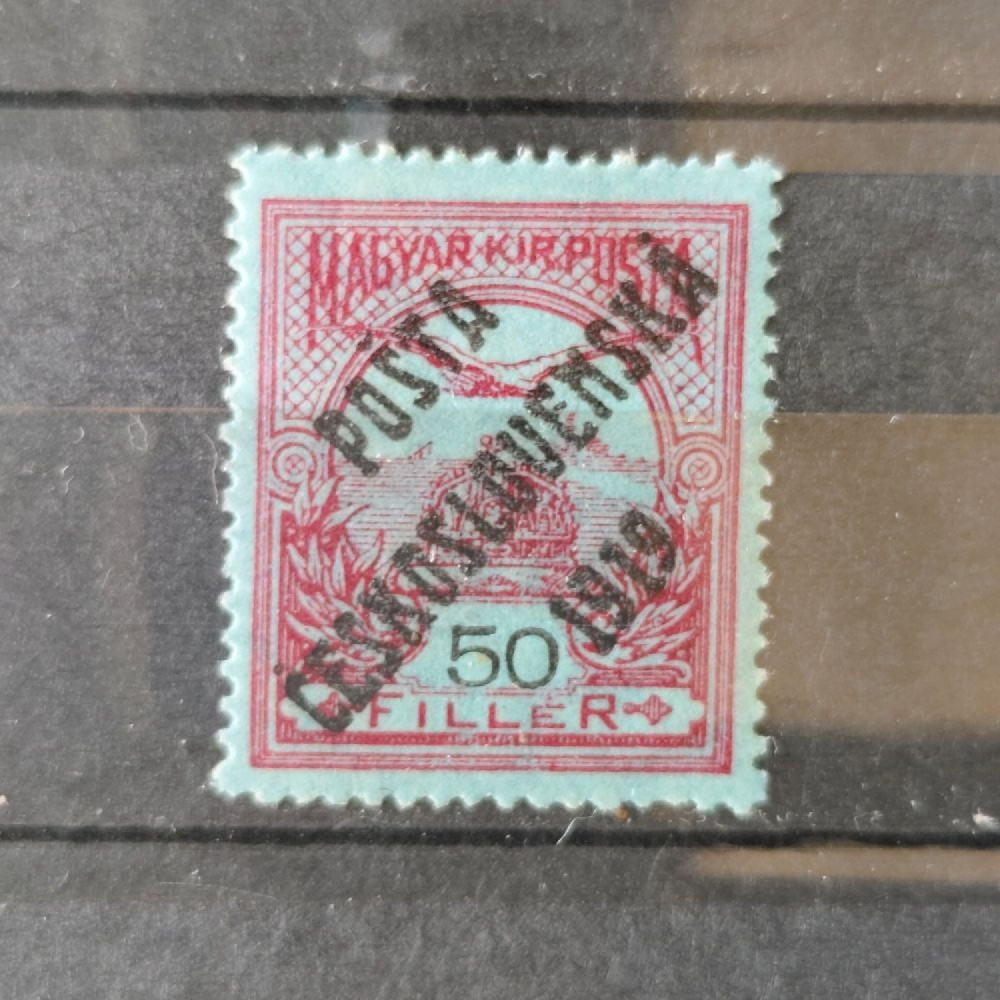 MAGYAR·KIR·POSTA
POŠTA
ČESKOSLOVENSKÁ
1919
50
FILLÉR